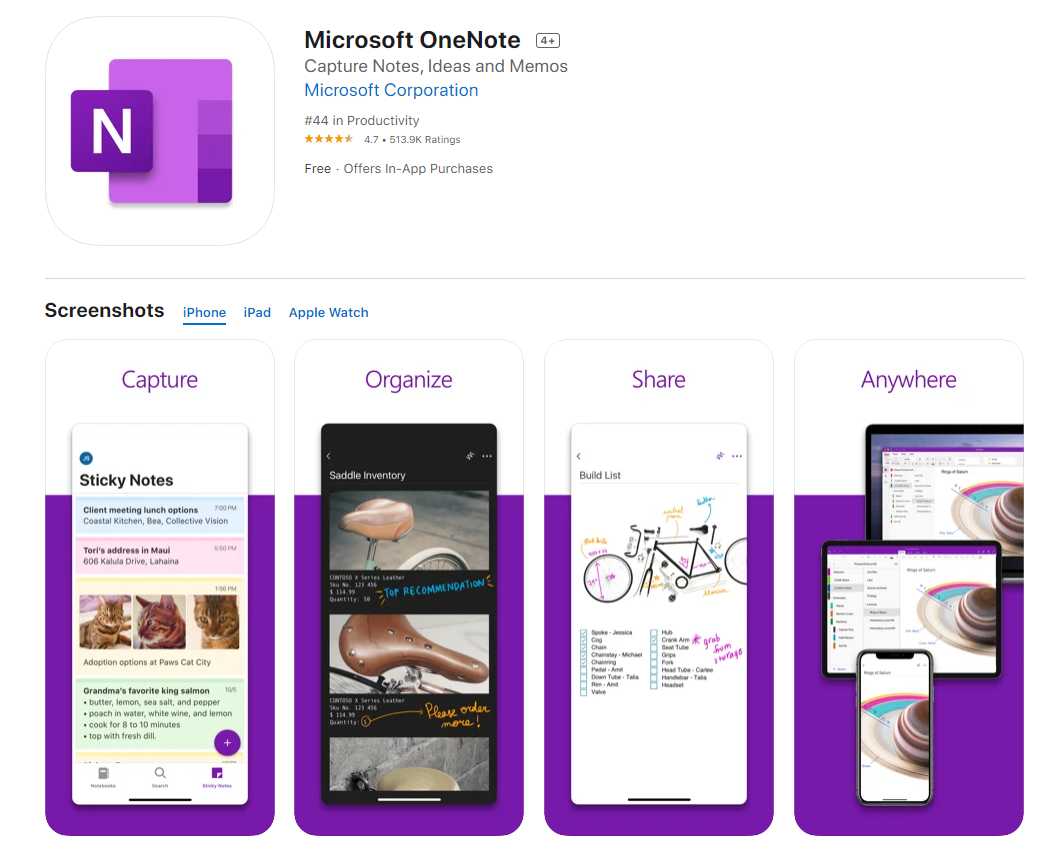 N
Microsoft OneNote 4+
Capture Notes, Ideas and Memos
Microsoft Corporation
#44 in Productivity
4.7 • 513.9K Ratings
Free · Offers In-App Purchases
Screenshots iPhone iPad Apple Watch
Capture
JS
Sticky Notes
Client meeting lunch options 7:00 PM
Coastal Kitchen, Bea, Collective Vision
Tori's address in Maui 5:50 PM
606 Kalula Drive, Lahaina
1:56 PM
Adoption options at Paws Cat City
Grandma's favorite king salmon 10/5
• butter, lemon, sea salt, and pepper
• poach in water, white wine, and lemon
• cook for 8 to 10 minutes
• top with fresh dill.
+
Notebooks Search Sticky Notes
Organize
Saddle Inventory
CONTOSO X Series Leather
Sku No. 123 456
$ 114.99
Quantity: 50
TOP RECOMMENDATION
CONTOSO X Series Leather
Sku No. 123 456
$ 114.99
Quantity: 3
Please order
more!
Share
Build List
Spoke - Jessica
Cog
Chain
Chainstay - Michael
Chainring
Pedal - Amit
Down Tube - Talia
Rim - Amit
Valve
Hub
Crank Arm
Seat Tube
Grips
Fork
Head Tube - Carlee
Handlebar - Talia
Headset
grab
from
storage
Anywhere
Rings of Saturn
Rings of Saturn
Rings of Saturn